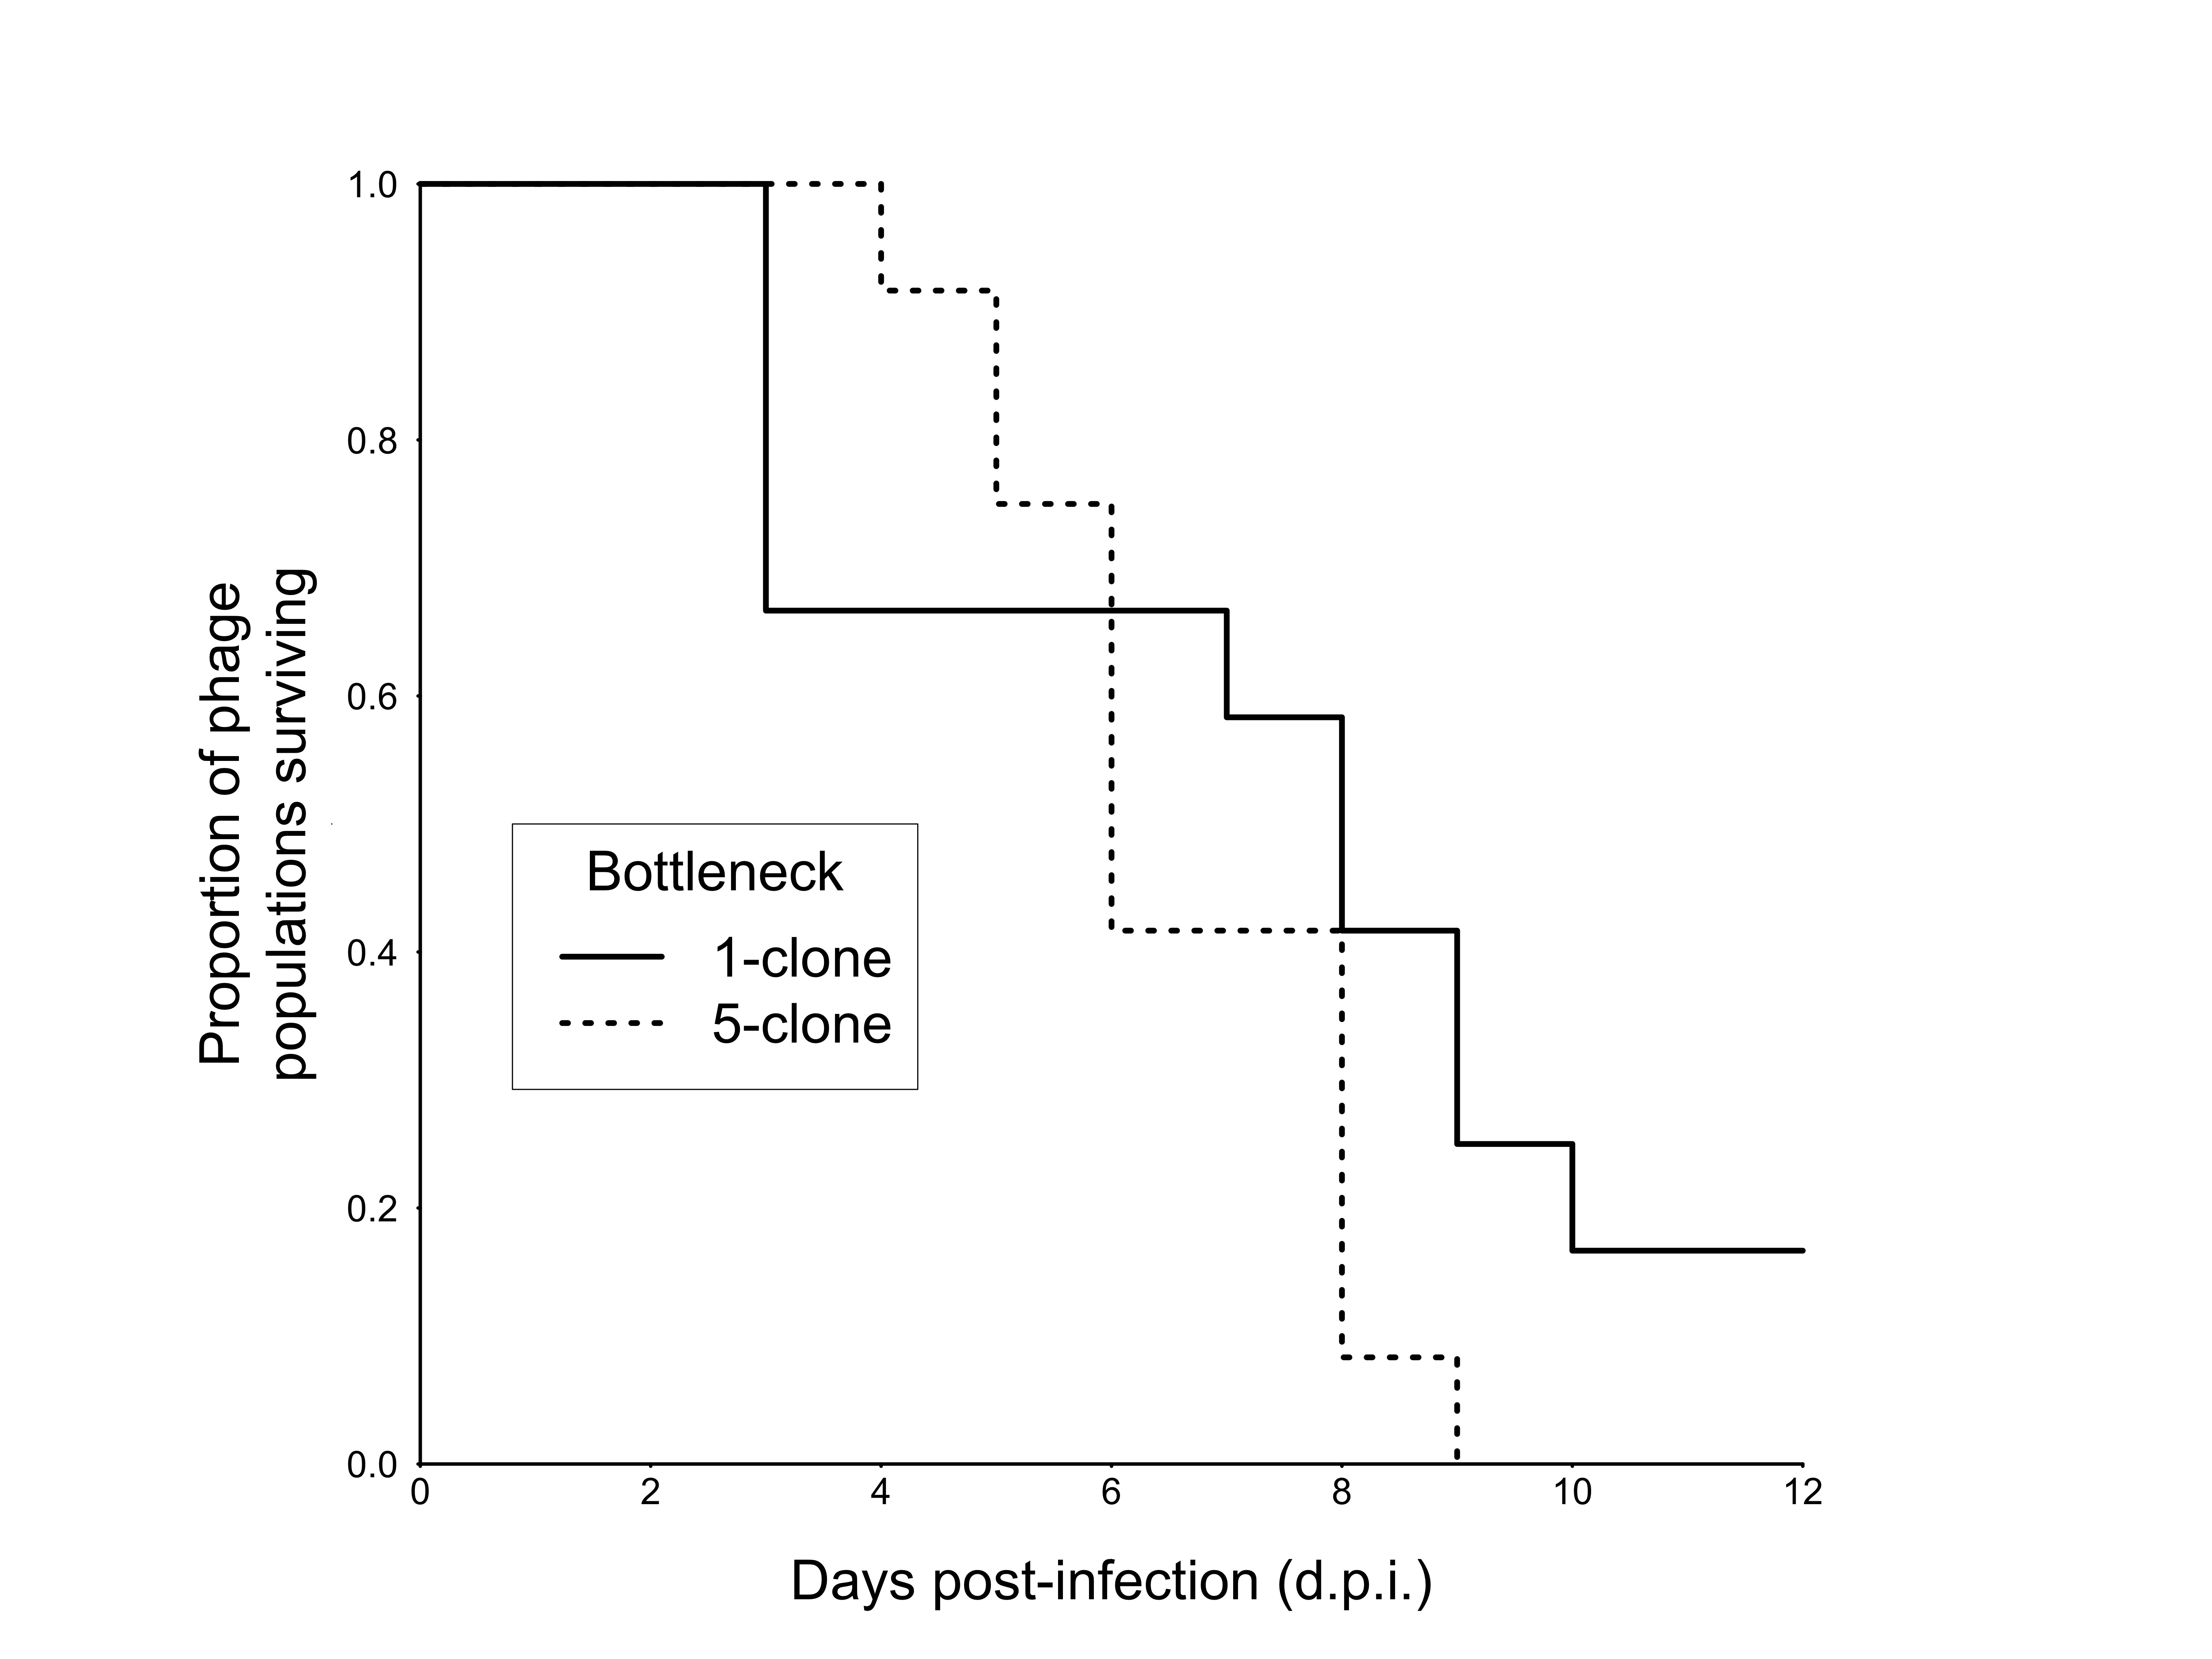 Proportion of phage
populations surviving
1.0
0.8
0.6
0.4
0.2
0.0
Bottleneck
1-clone
5-clone
0 2 4 6 8 10 12
Days post-infection (d.p.i.)